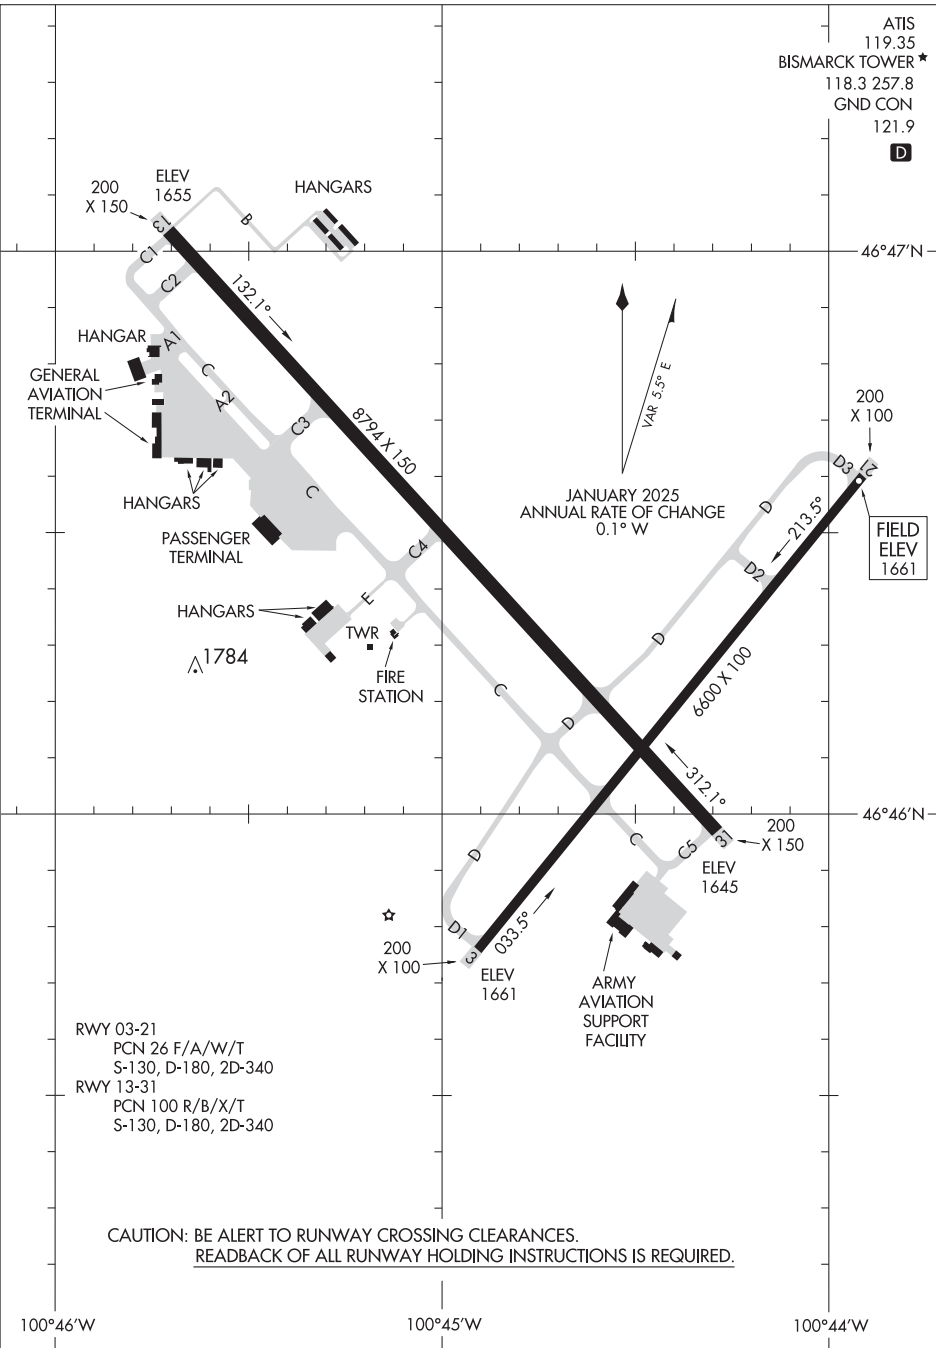 ATIS
119.35
BISMARCK TOWER
118.3 257.8
GND CON
121.9
D
ELEV
1655
200
X 150
HANGARS
13
B
46°47'N
C1
C2
132.1°
HANGAR
A1
GENERAL
AVIATION
TERMINAL
C
A2
VAR 5.5° E
200
X 100
C3
8794 X 150
D3
21
HANGARS
C
JANUARY 2025
ANNUAL RATE OF CHANGE
0.1° W
D
213.5°
FIELD
ELEV
1661
PASSENGER
TERMINAL
C4
D2
HANGARS
E
TWR
D
1784
FIRE
STATION
C
6600 X 100
D
312.1°
46°46'N
200
X 150
31
C
C5
ELEV
1645
D
D1
033.5°
200
X 100
3
ELEV
1661
ARMY
AVIATION
SUPPORT
FACILITY
RWY 03-21
PCN 26 F/A/W/T
S-130, D-180, 2D-340
RWY 13-31
PCN 100 R/B/X/T
S-130, D-180, 2D-340
CAUTION: BE ALERT TO RUNWAY CROSSING CLEARANCES.
READBACK OF ALL RUNWAY HOLDING INSTRUCTIONS IS REQUIRED.
100°46'W
100°45'W
100°44'W